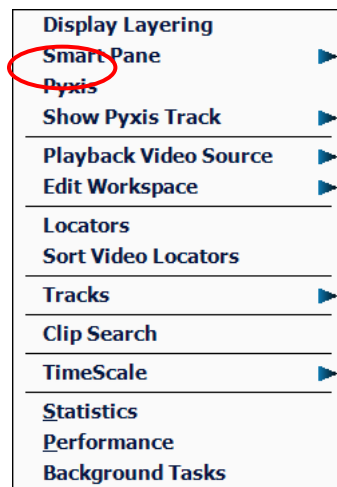 Display Layering
Smart Pane
Pyxis
Show Pyxis Track
Playback Video Source
Edit Workspace
Locators
Sort Video Locators
Tracks
Clip Search
TimeScale
Statistics
Performance
Background Tasks